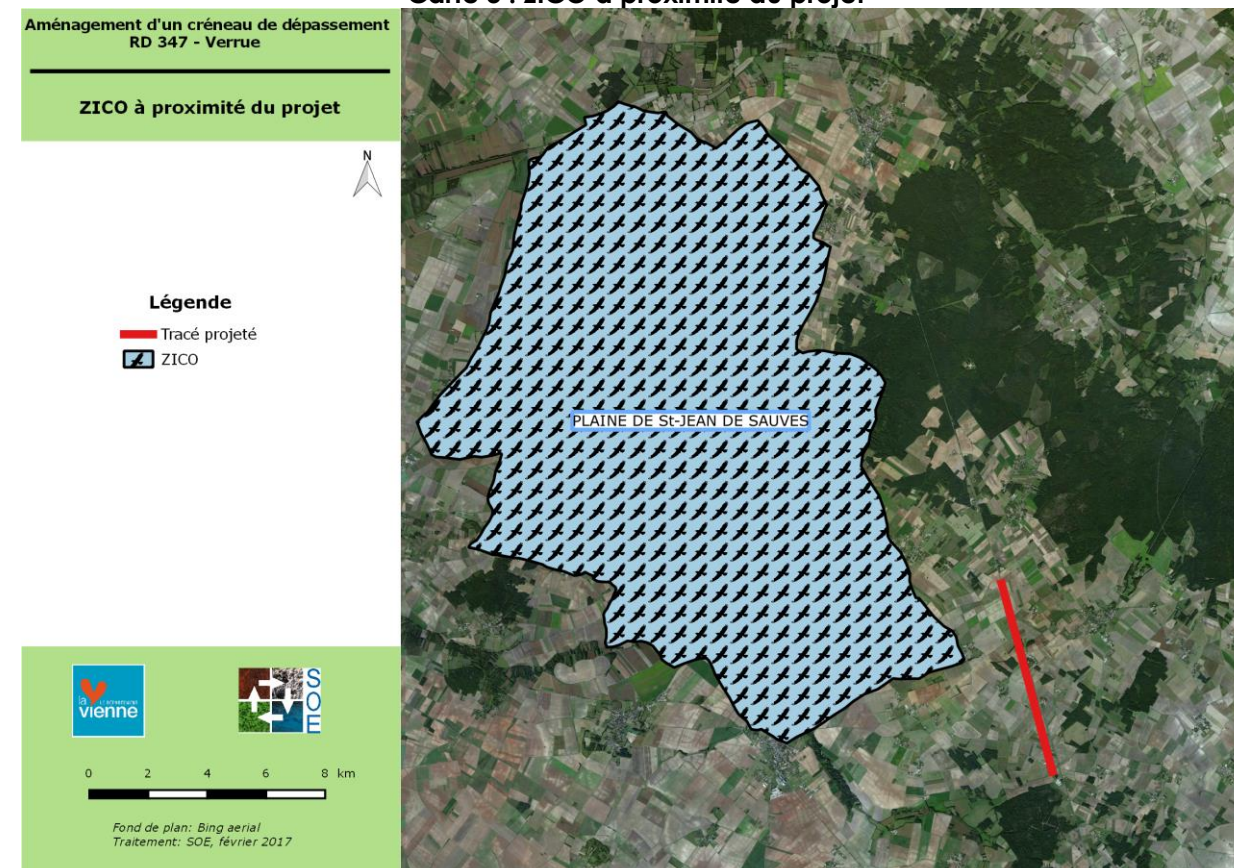 Aménagement d'un créneau de dépassement
RD 347 - Verrue
ZICO à proximité du projet
N
Légende
Tracé projeté
ZICO
PLAINE DE St-JEAN DE SAUVES
la
vienne
SOE
0 2 4 6 8 km
Fond de plan: Bing aerial
Traitement: SOE, février 2017